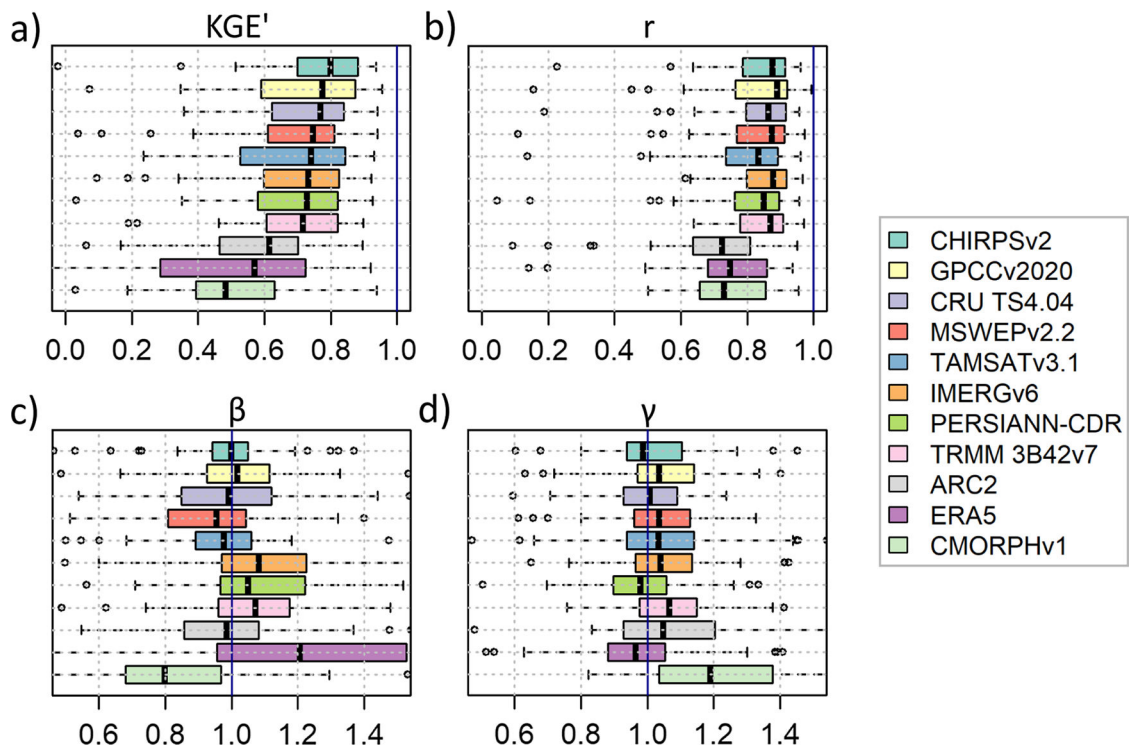 a) KGE' b) r
0.0 0.2 0.4 0.6 0.8 1.0 0.0 0.2 0.4 0.6 0.8 1.0
c) β d) γ
0.6 0.8 1.0 1.2 1.4 0.6 0.8 1.0 1.2 1.4
CHIRPSv2
GPCCv2020
CRU TS4.04
MSWEPv2.2
TAMSATv3.1
IMERGv6
PERSIANN-CDR
TRMM 3B42v7
ARC2
ERA5
CMORPHv1